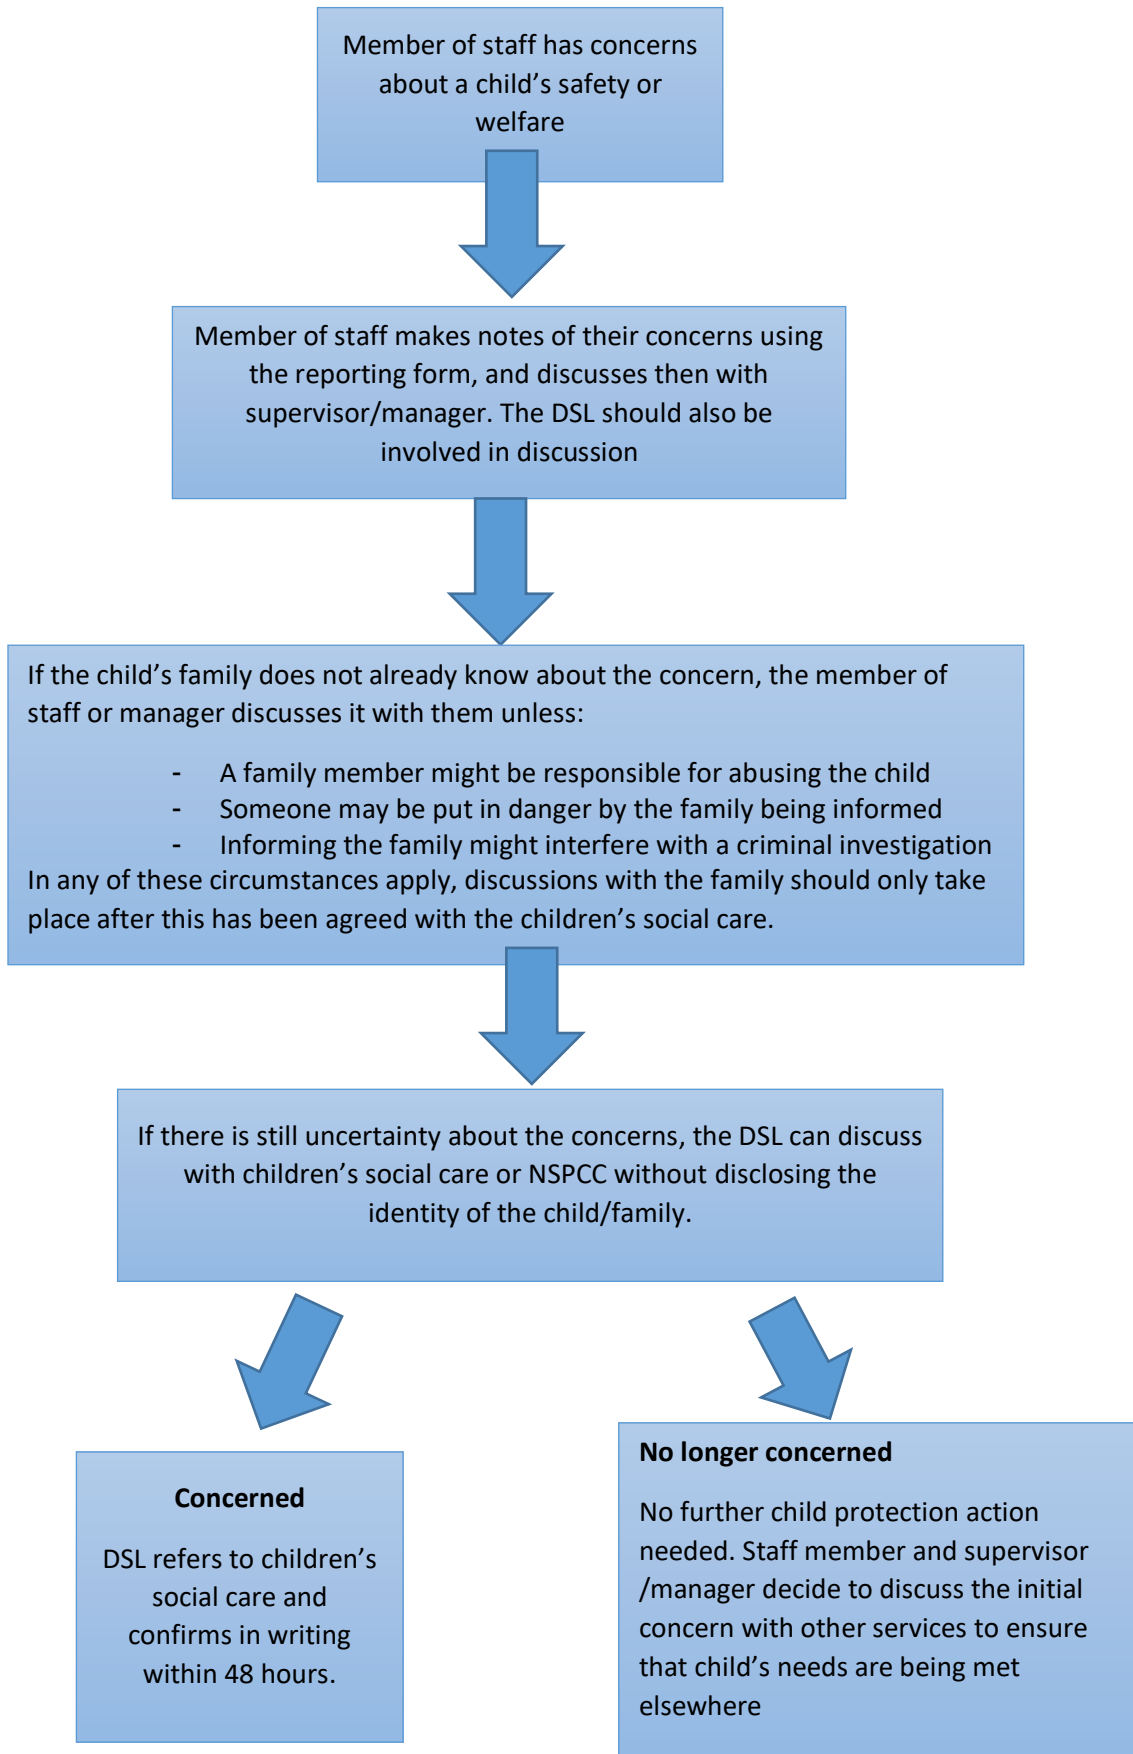 Member of staff has concerns
about a child’s safety or
welfare
Member of staff makes notes of their concerns using
the reporting form, and discusses then with
supervisor/manager. The DSL should also be
involved in discussion
If the child’s family does not already know about the concern, the member of
staff or manager discusses it with them unless:
- A family member might be responsible for abusing the child
- Someone may be put in danger by the family being informed
- Informing the family might interfere with a criminal investigation
In any of these circumstances apply, discussions with the family should only take
place after this has been agreed with the children’s social care.
If there is still uncertainty about the concerns, the DSL can discuss
with children’s social care or NSPCC without disclosing the
identity of the child/family.
Concerned
DSL refers to children’s
social care and
confirms in writing
within 48 hours.
No longer concerned
No further child protection action
needed. Staff member and supervisor
/manager decide to discuss the initial
concern with other services to ensure
that child’s needs are being met
elsewhere